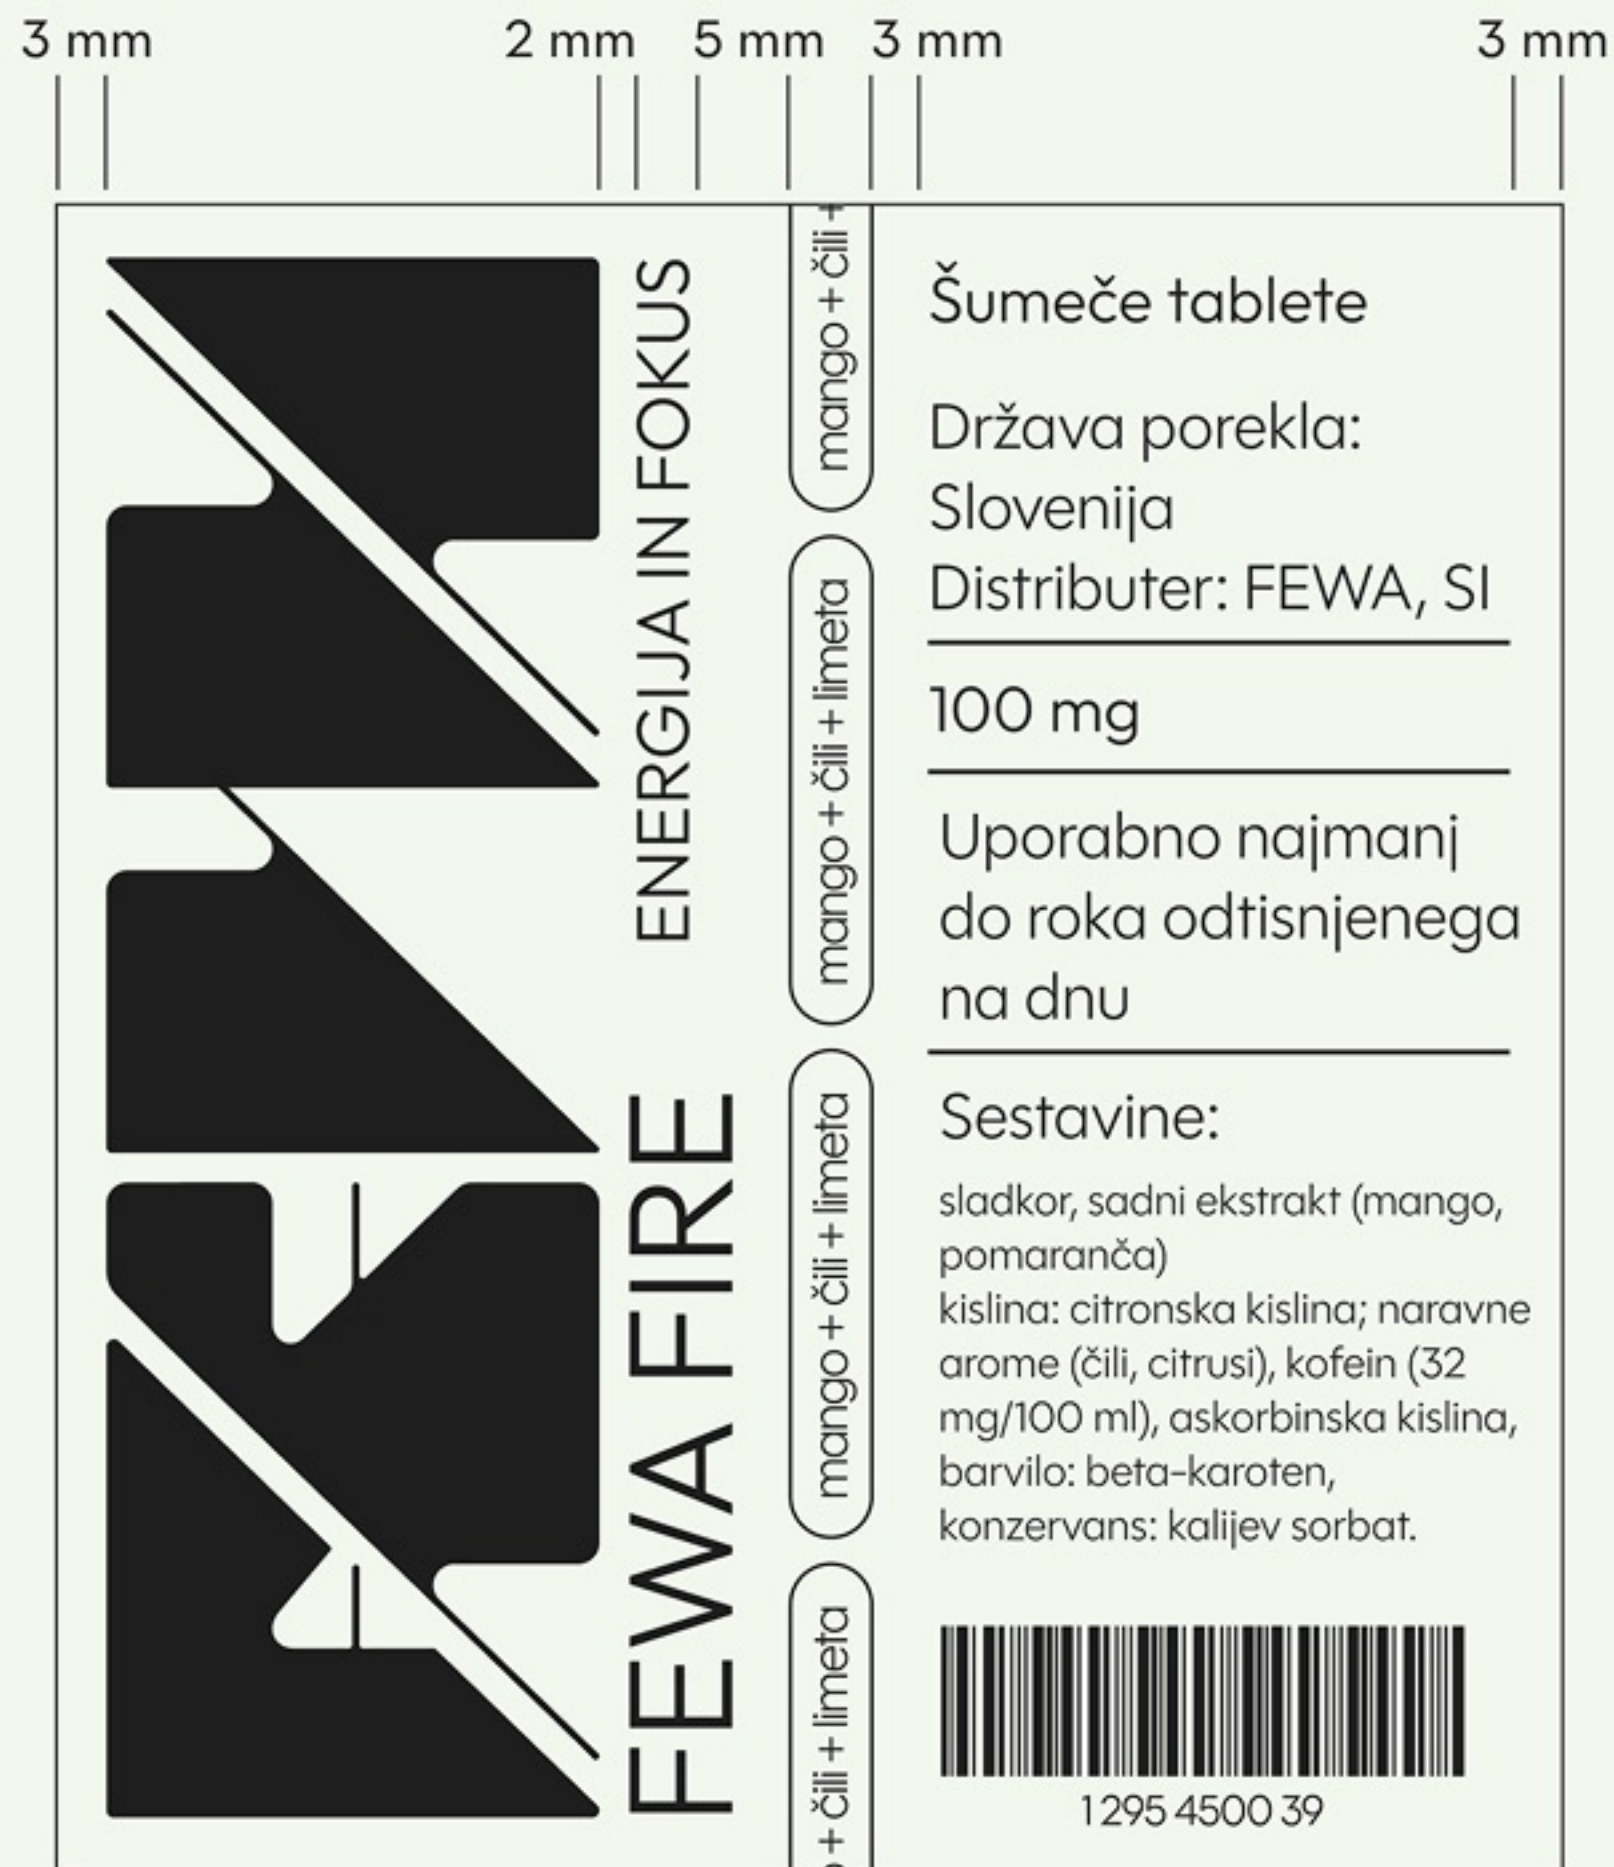 3 mm
2 mm
5 mm
3 mm
3 mm
ENERGIJA IN FOKUS
FEWA FIRE
mango + čili +
mango + čili + limeta
mango + čili + limeta
+ čili + limeta
Šumeče tablete
Država porekla:
Slovenija
Distributer: FEWA, SI
100 mg
Uporabno najmanj
do roka odtisnjenega
na dnu
Sestavine:
sladkor, sadni ekstrakt (mango,
pomaranča)
kislina: citronska kislina; naravne
arome (čili, citrusi), kofein (32
mg/100 ml), askorbinska kislina,
barvilo: beta-karoten,
konzervans: kalijev sorbat.
1 295 4500 39